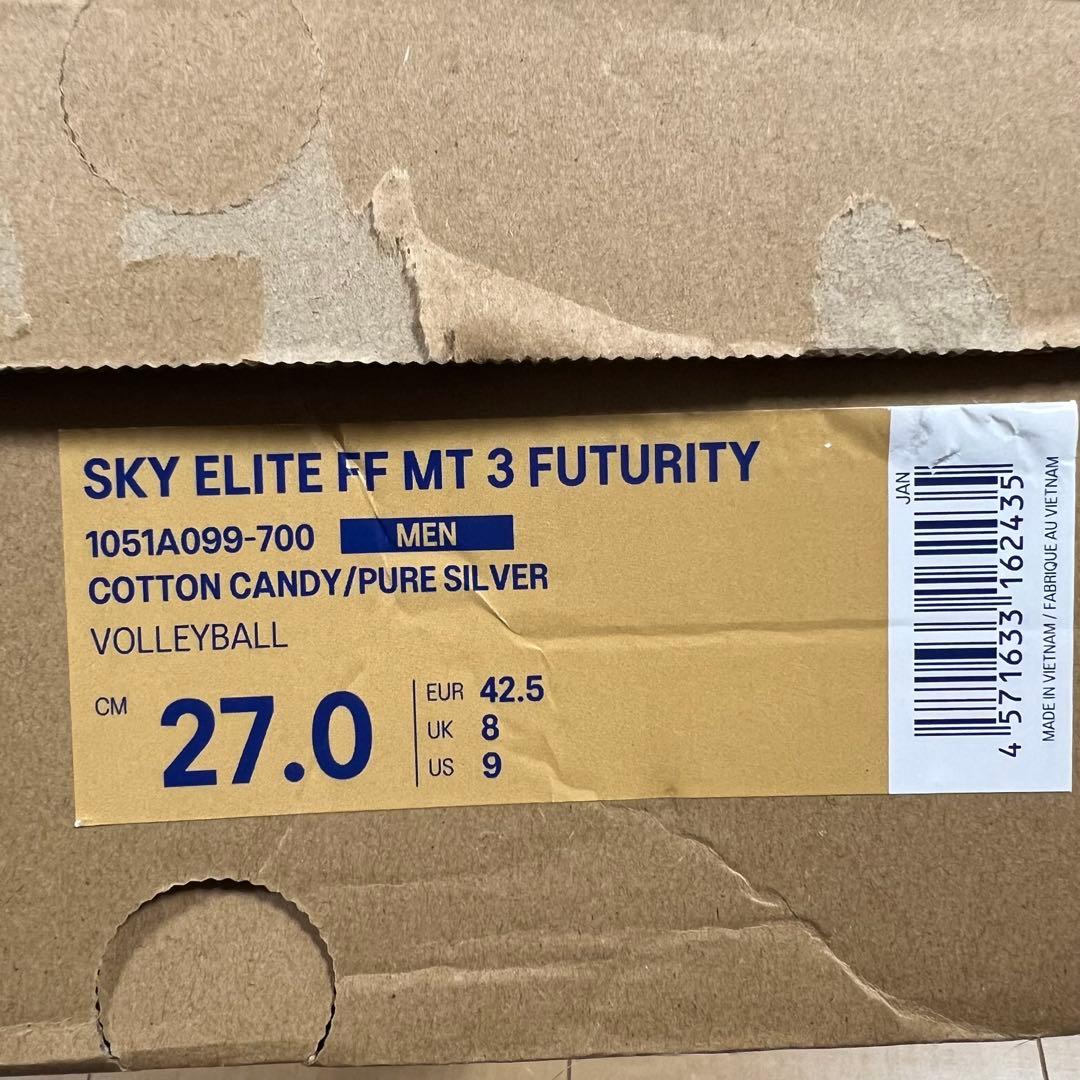 SKY ELITE FF MT 3 FUTURITY
1051A099-700 MEN
COTTON CANDY/PURE SILVER
VOLLEYBALL
CM 27.0
EUR 42.5
UK 8
US 9
JAN
4 571633 162435
MADE IN VIETNAM / FABRIQUE AU VIETNAM